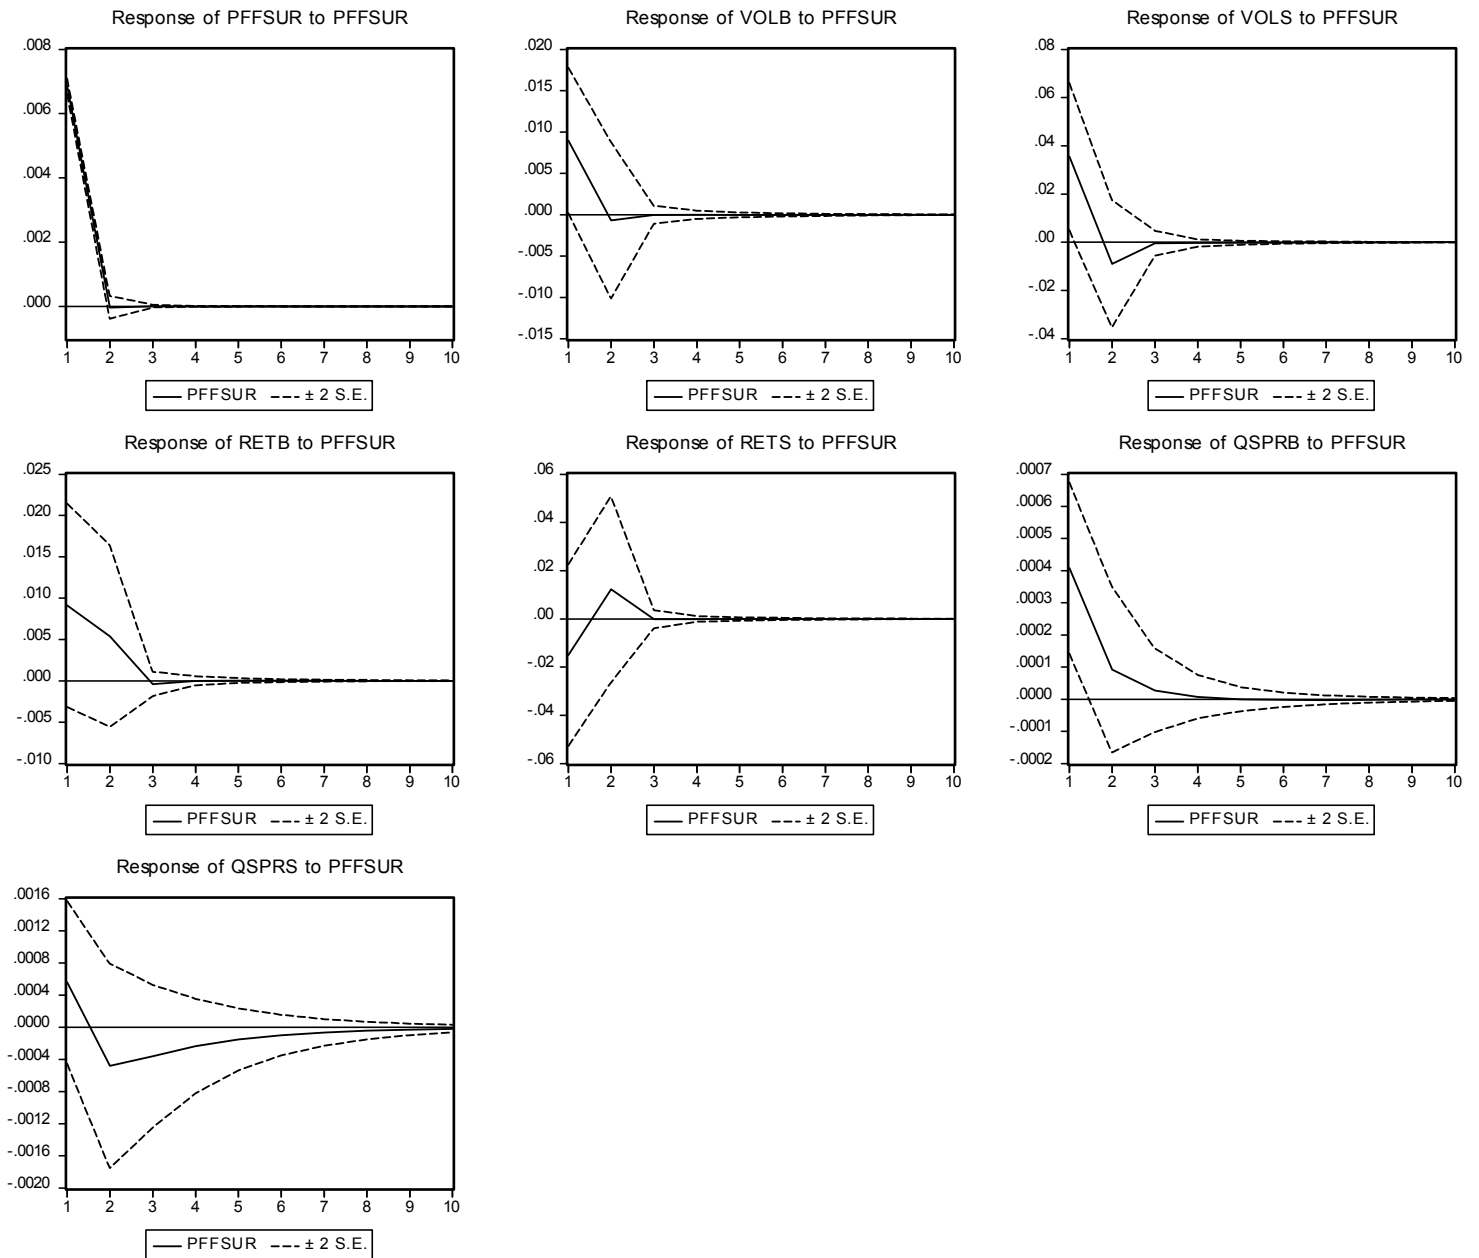 Response of PFFSUR to PFFSUR
.008
.006
.004
.002
.000
1 2 3 4 5 6 7 8 9 10
PFFSUR ± 2 S.E.
Response of VOLB to PFFSUR
.020
.015
.010
.005
.000
-.005
-.010
-.015
1 2 3 4 5 6 7 8 9 10
PFFSUR ± 2 S.E.
Response of VOLS to PFFSUR
.08
.06
.04
.02
.00
-.02
-.04
1 2 3 4 5 6 7 8 9 10
PFFSUR ± 2 S.E.
Response of RETB to PFFSUR
.025
.020
.015
.010
.005
.000
-.005
-.010
1 2 3 4 5 6 7 8 9 10
PFFSUR ± 2 S.E.
Response of RETS to PFFSUR
.06
.04
.02
.00
-.02
-.04
-.06
1 2 3 4 5 6 7 8 9 10
PFFSUR ± 2 S.E.
Response of QSPRB to PFFSUR
.0007
.0006
.0005
.0004
.0003
.0002
.0001
.0000
-.0001
-.0002
1 2 3 4 5 6 7 8 9 10
PFFSUR ± 2 S.E.
Response of QSPRS to PFFSUR
.0016
.0012
.0008
.0004
.0000
-.0004
-.0008
-.0012
-.0016
-.0020
1 2 3 4 5 6 7 8 9 10
PFFSUR ± 2 S.E.